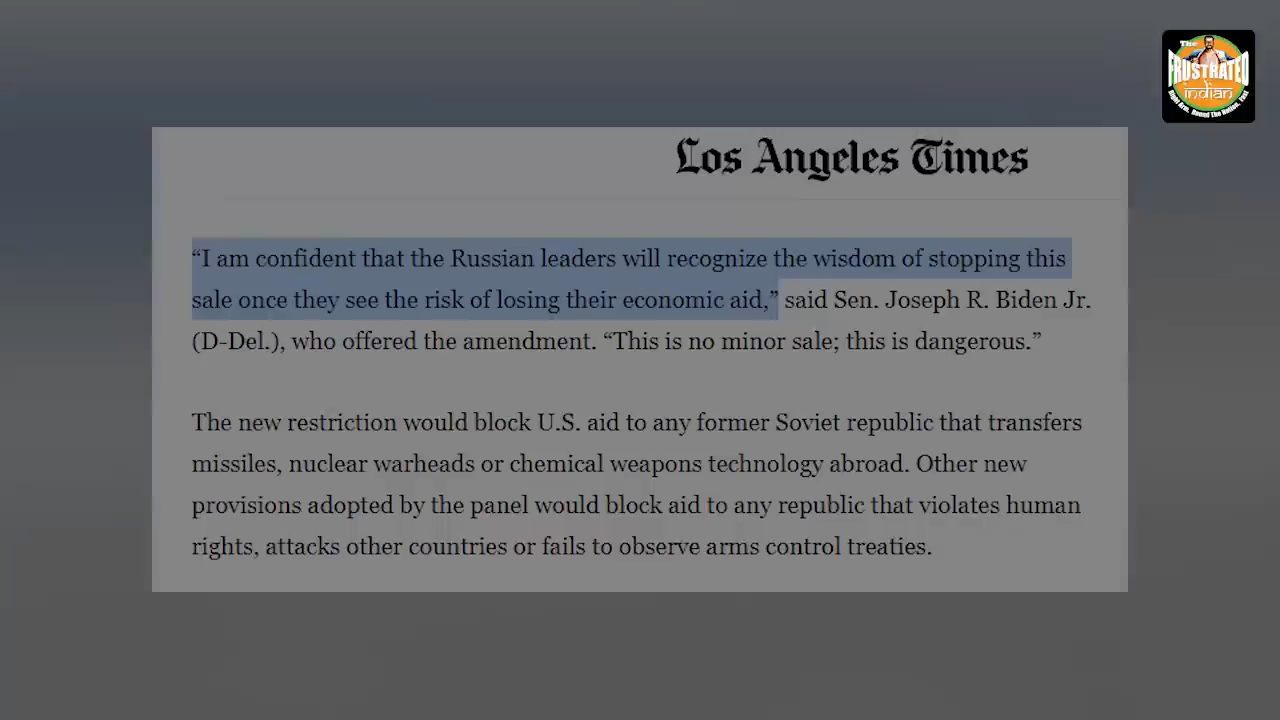 The
FRUSTRATED
indian
Los Angeles Times
“I am confident that the Russian leaders will recognize the wisdom of stopping this
sale once they see the risk of losing their economic aid,” said Sen. Joseph R. Biden Jr.
(D-Del.), who offered the amendment. “This is no minor sale; this is dangerous.”
The new restriction would block U.S. aid to any former Soviet republic that transfers
missiles, nuclear warheads or chemical weapons technology abroad. Other new
provisions adopted by the panel would block aid to any republic that violates human
rights, attacks other countries or fails to observe arms control treaties.